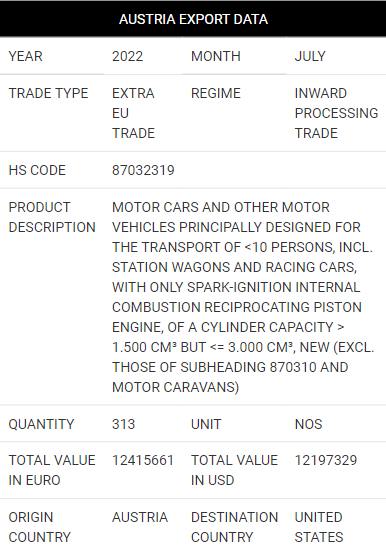 AUSTRIA EXPORT DATA
YEAR 2022 MONTH JULY
TRADE TYPE EXTRA EU TRADE REGIME INWARD PROCESSING TRADE
HS CODE 87032319
PRODUCT DESCRIPTION
MOTOR CARS AND OTHER MOTOR
VEHICLES PRINCIPALLY DESIGNED FOR
THE TRANSPORT OF <10 PERSONS, INCL.
STATION WAGONS AND RACING CARS,
WITH ONLY SPARK-IGNITION INTERNAL
COMBUSTION RECIPROCATING PISTON
ENGINE, OF A CYLINDER CAPACITY >
1.500 CM³ BUT <= 3.000 CM³, NEW (EXCL.
THOSE OF SUBHEADING 870310 AND
MOTOR CARAVANS)
QUANTITY 313 UNIT NOS
TOTAL VALUE IN EURO 12415661 TOTAL VALUE IN USD 12197329
ORIGIN COUNTRY AUSTRIA DESTINATION COUNTRY UNITED STATES